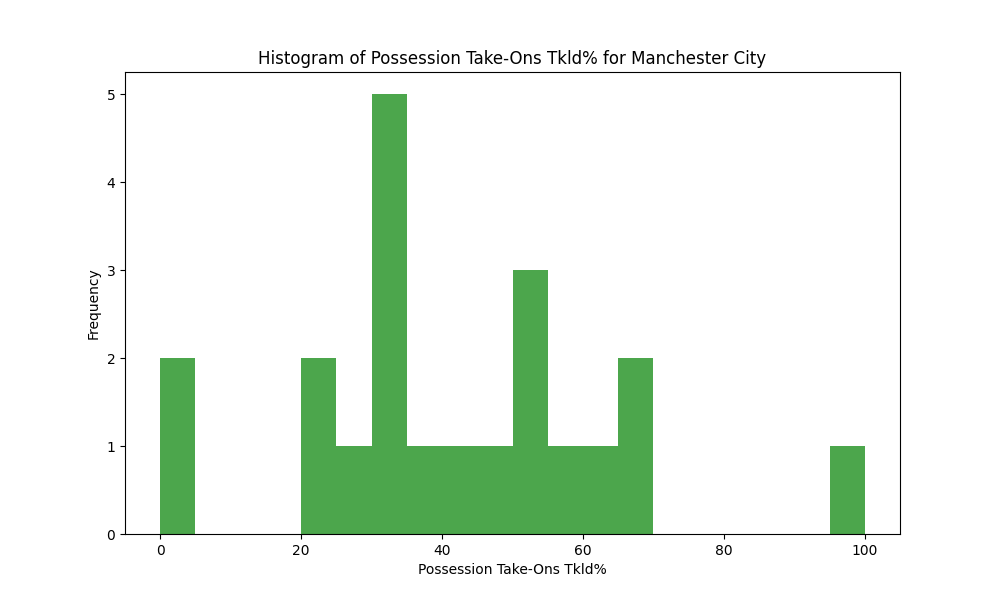 Histogram of Possession Take-Ons Tkld% for Manchester City
5
4
3
2
1
0
Frequency
0 20 40 60 80 100
Possession Take-Ons Tkld%